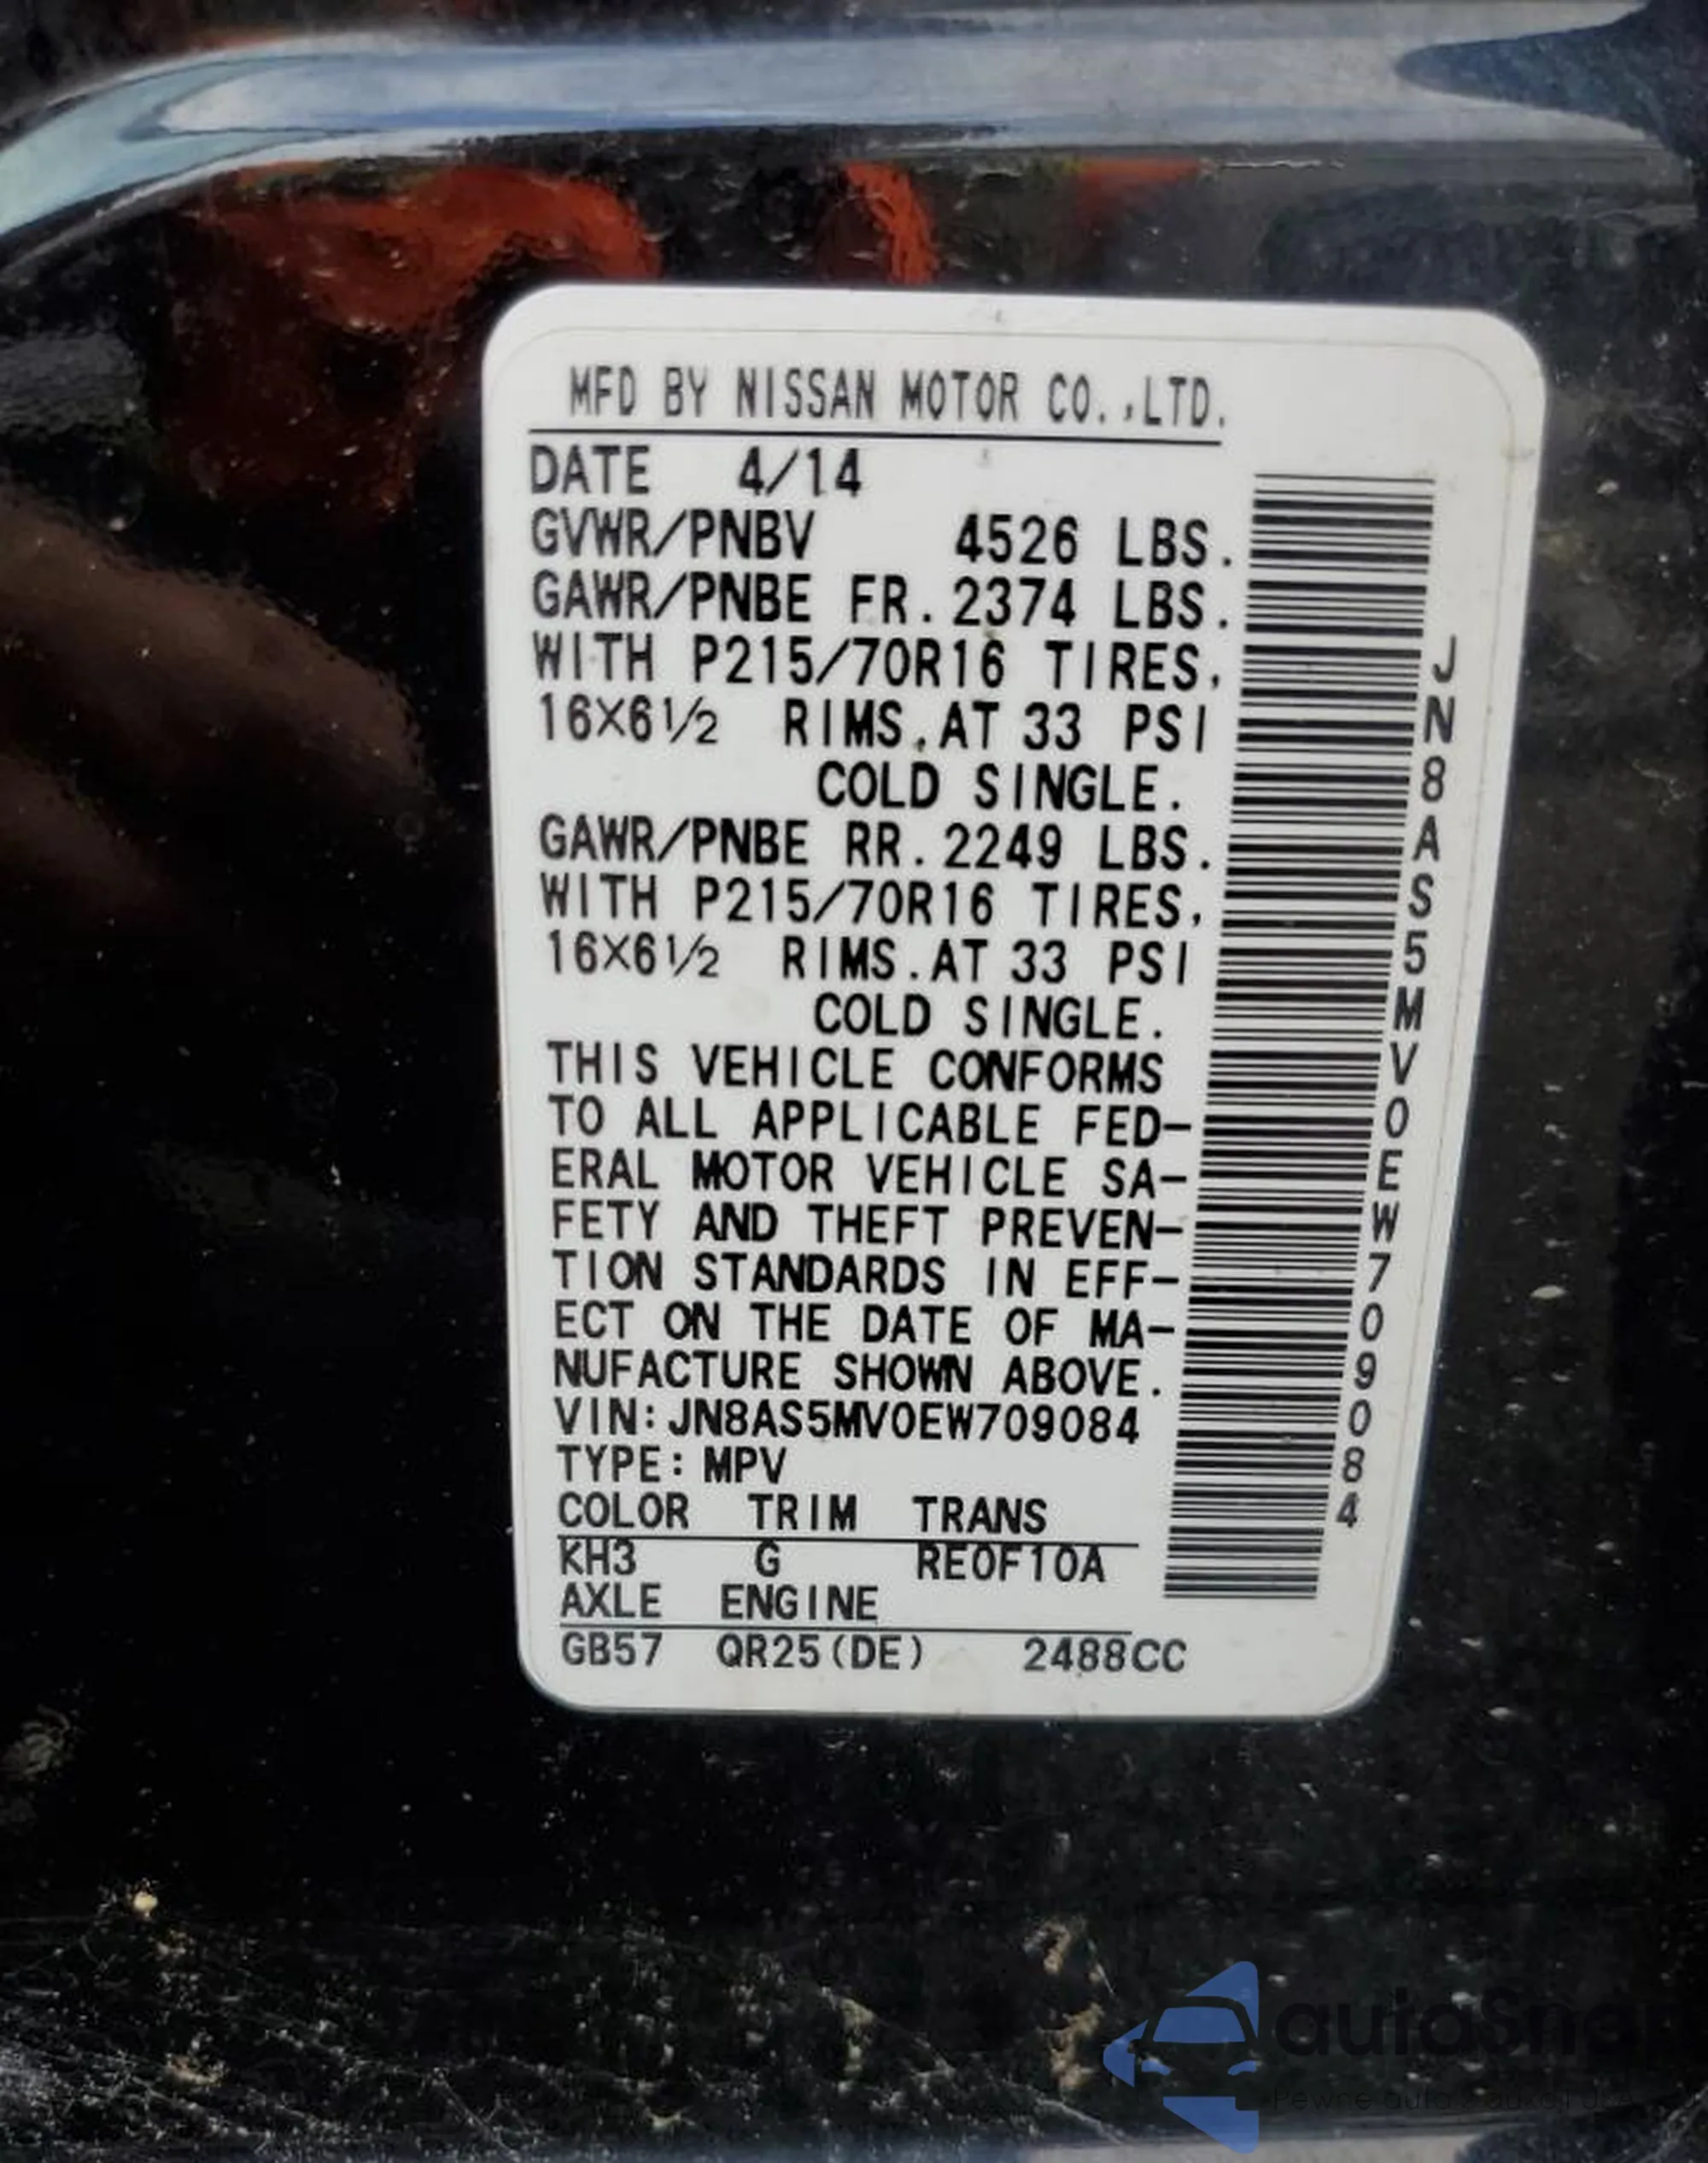 MFD BY NISSAN MOTOR CO.,LTD.
DATE 4/14
GVWR/PNBV 4526 LBS.
GAWR/PNBE FR.2374 LBS.
WITH P215/70R16 TIRES,
16X6½ RIMS.AT 33 PSI
COLD SINGLE.
GAWR/PNBE RR.2249 LBS.
WITH P215/70R16 TIRES,
16X6½ RIMS.AT 33 PSI
COLD SINGLE.
THIS VEHICLE CONFORMS
TO ALL APPLICABLE FED-
ERAL MOTOR VEHICLE SA-
FETY AND THEFT PREVEN-
TION STANDARDS IN EFF-
ECT ON THE DATE OF MA-
NUFACTURE SHOWN ABOVE.
VIN:JN8AS5MV0EW709084
TYPE:MPV
COLOR TRIM TRANS
KH3 G RE0F10A
AXLE ENGINE
GB57 QR25(DE) 2488CC
JN8AS5MV0EW709084